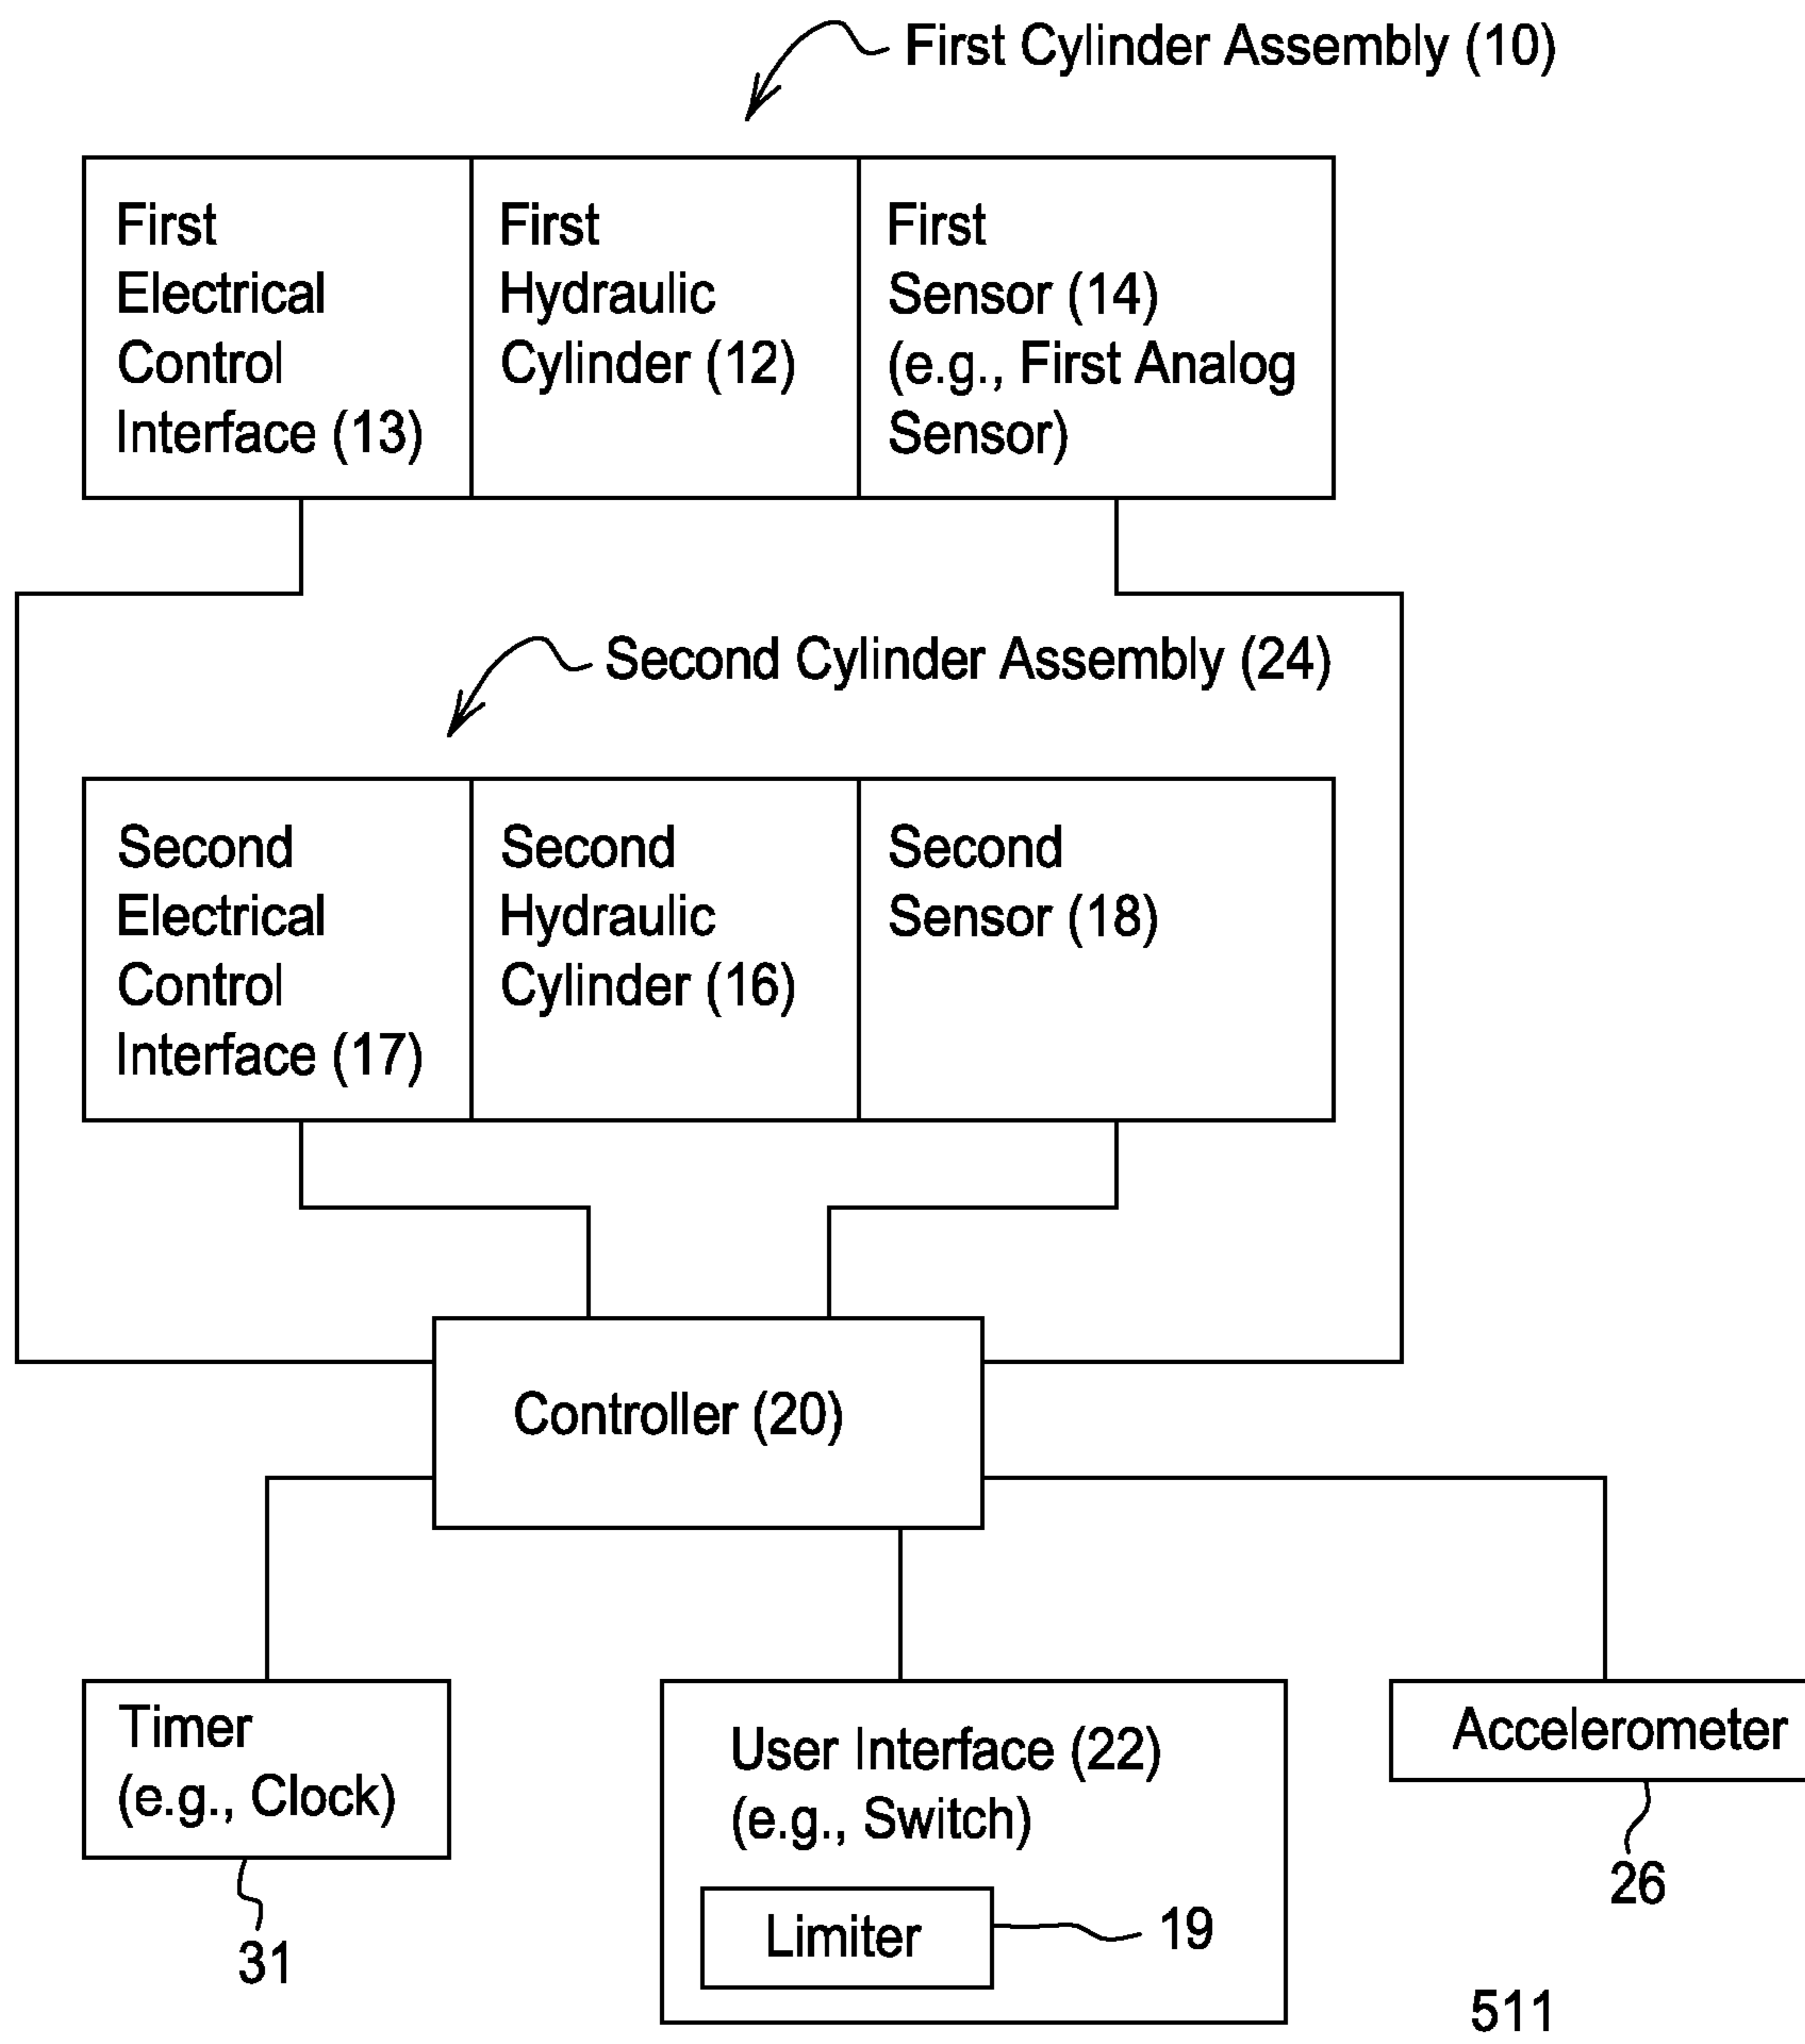 First Cylinder Assembly (10)
First
Electrical
Control
Interface (13)
First
Hydraulic
Cylinder (12)
First
Sensor (14)
(e.g., First Analog
Sensor)
Second Cylinder Assembly (24)
Second
Electrical
Control
Interface (17)
Second
Hydraulic
Cylinder (16)
Second
Sensor (18)
Controller (20)
Timer
(e.g., Clock)
31
User Interface (22)
(e.g., Switch)
Limiter
19
Accelerometer
26
511